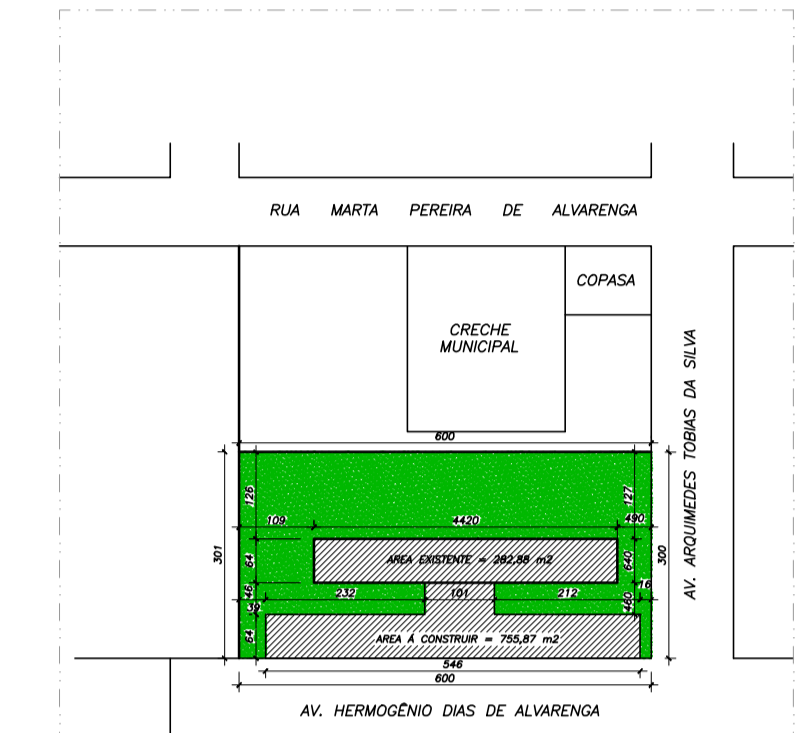 RUA MARTA PEREIRA DE ALVARENGA
COPASA
CRECHE
MUNICIPAL
AV. ARQUIMEDES TOBIAS DA SILVA
600
126
127
109
4420
490
301
300
64
AREA EXISTENTE = 282,88 m2
640
46
232
101
212
16
39
460
64
AREA Á CONSTRUIR = 755,87 m2
546
600
AV. HERMOGÊNIO DIAS DE ALVARENGA